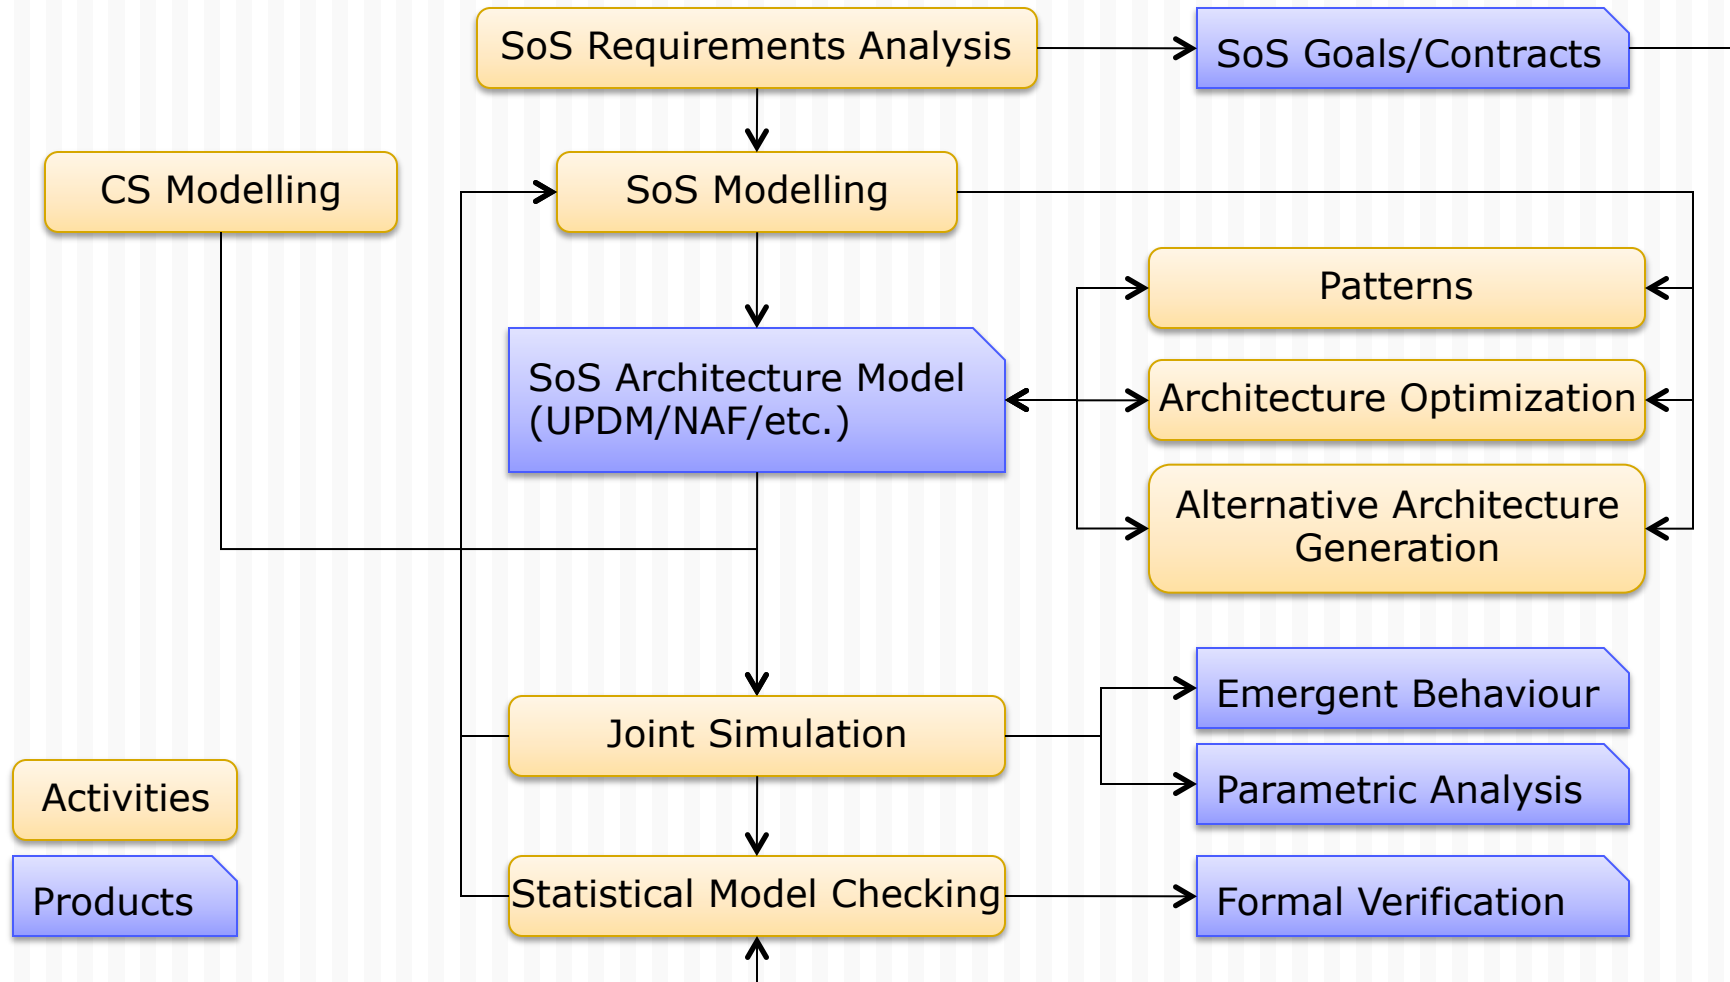 SoS Requirements Analysis
SoS Goals/Contracts
CS Modelling
SoS Modelling
Patterns
SoS Architecture Model
(UPDM/NAF/etc.)
Architecture Optimization
Alternative Architecture
Generation
Emergent Behaviour
Joint Simulation
Parametric Analysis
Activities
Statistical Model Checking
Formal Verification
Products